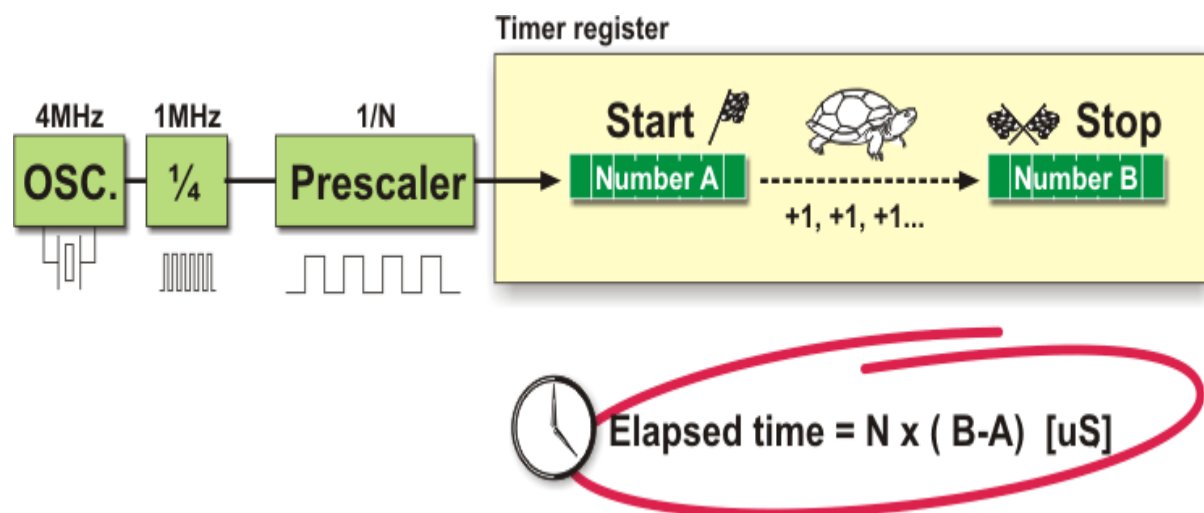 Timer register
4MHz 1MHz 1/N
OSC. ¼ Prescaler
Start Stop
Number A Number B
+1, +1, +1...
Elapsed time = N x ( B-A) [uS]